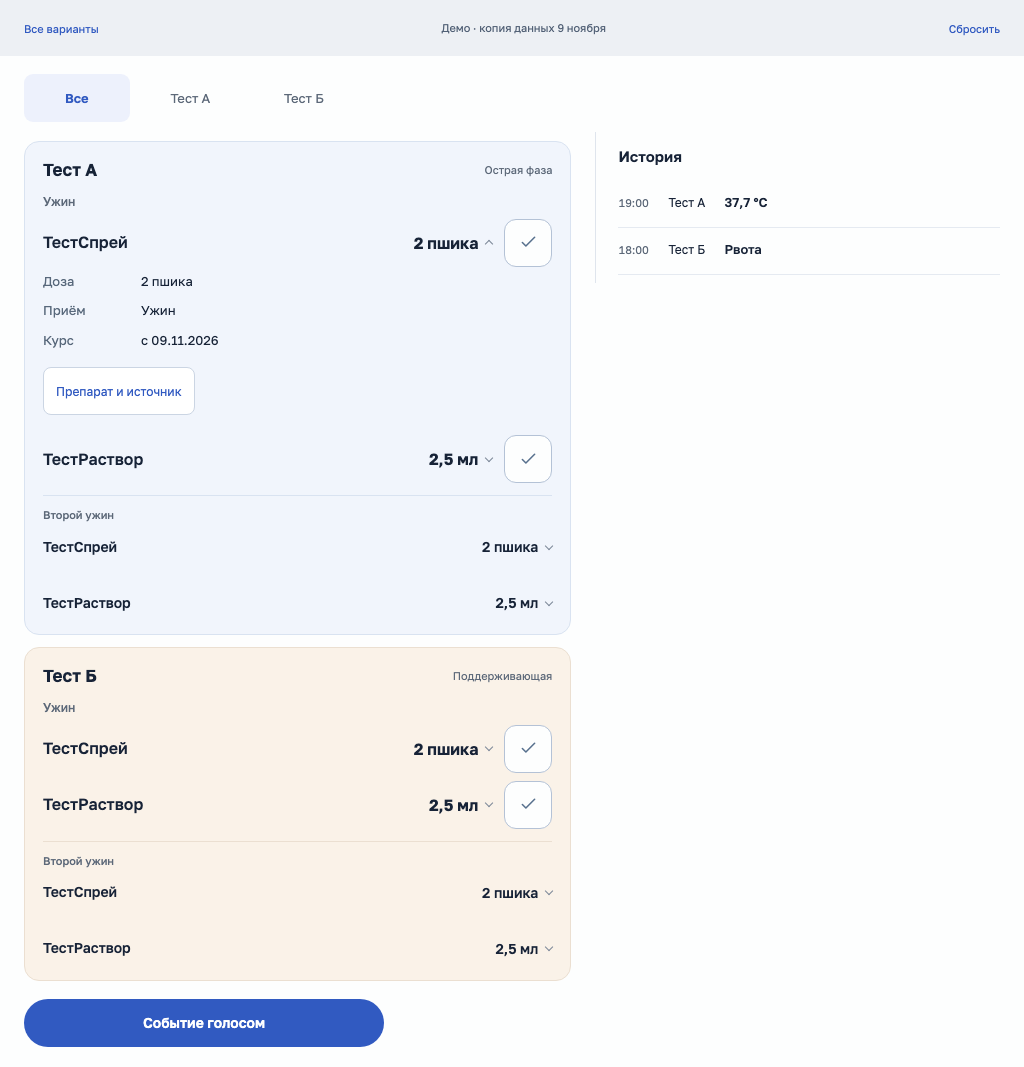 Все варианты
Демо · копия данных 9 ноября
Сбросить
Все
Тест А
Тест Б
Тест А
Острая фаза
Ужин
ТестСпрей
2 пшика
Доза
2 пшика
Приём
Ужин
Курс
с 09.11.2026
Препарат и источник
ТестРаствор
2,5 мл
Второй ужин
ТестСпрей
2 пшика
ТестРаствор
2,5 мл
Тест Б
Поддерживающая
Ужин
ТестСпрей
2 пшика
ТестРаствор
2,5 мл
Второй ужин
ТестСпрей
2 пшика
ТестРаствор
2,5 мл
Событие голосом
История
19:00 Тест А 37,7 °C
18:00 Тест Б Рвота